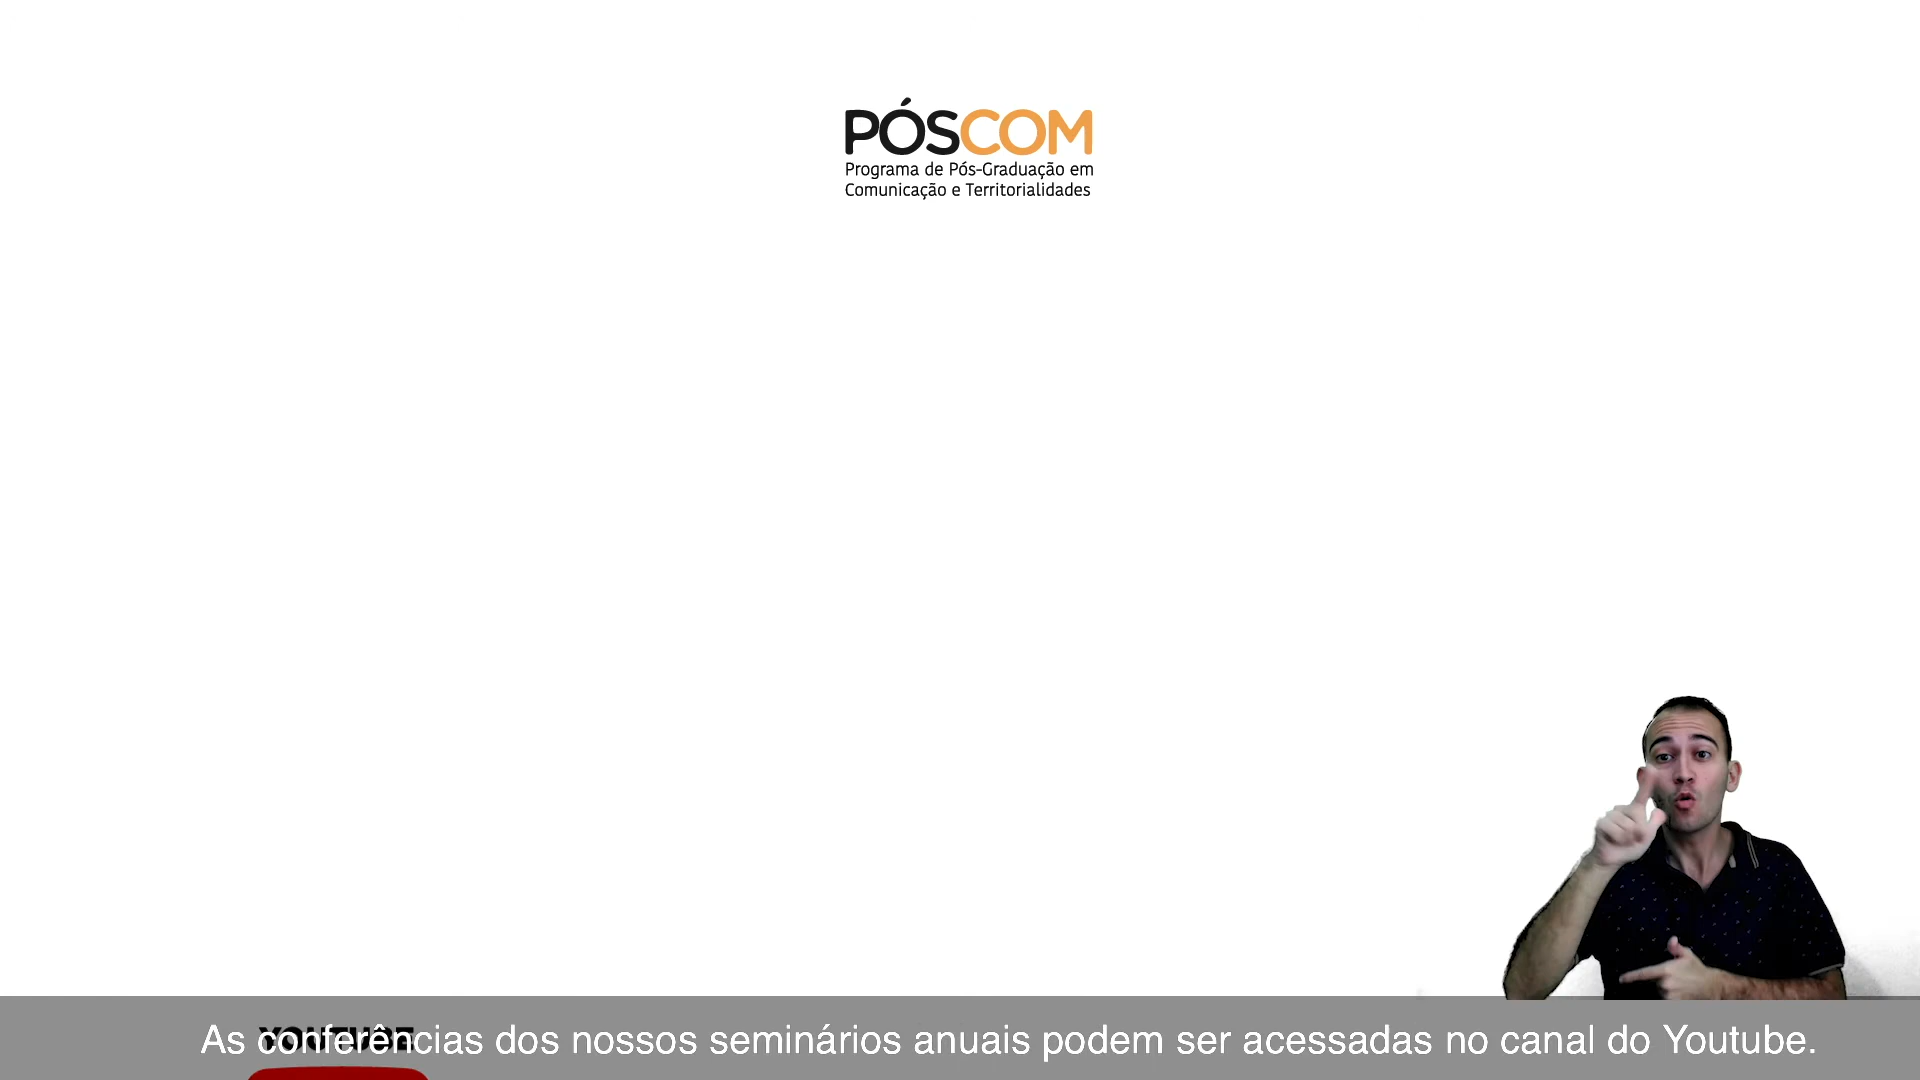 PÓSCOM
Programa de Pós-Graduação em
Comunicação e Territorialidades
YOUTUBE
As conferências dos nossos seminários anuais podem ser acessadas no canal do Youtube.